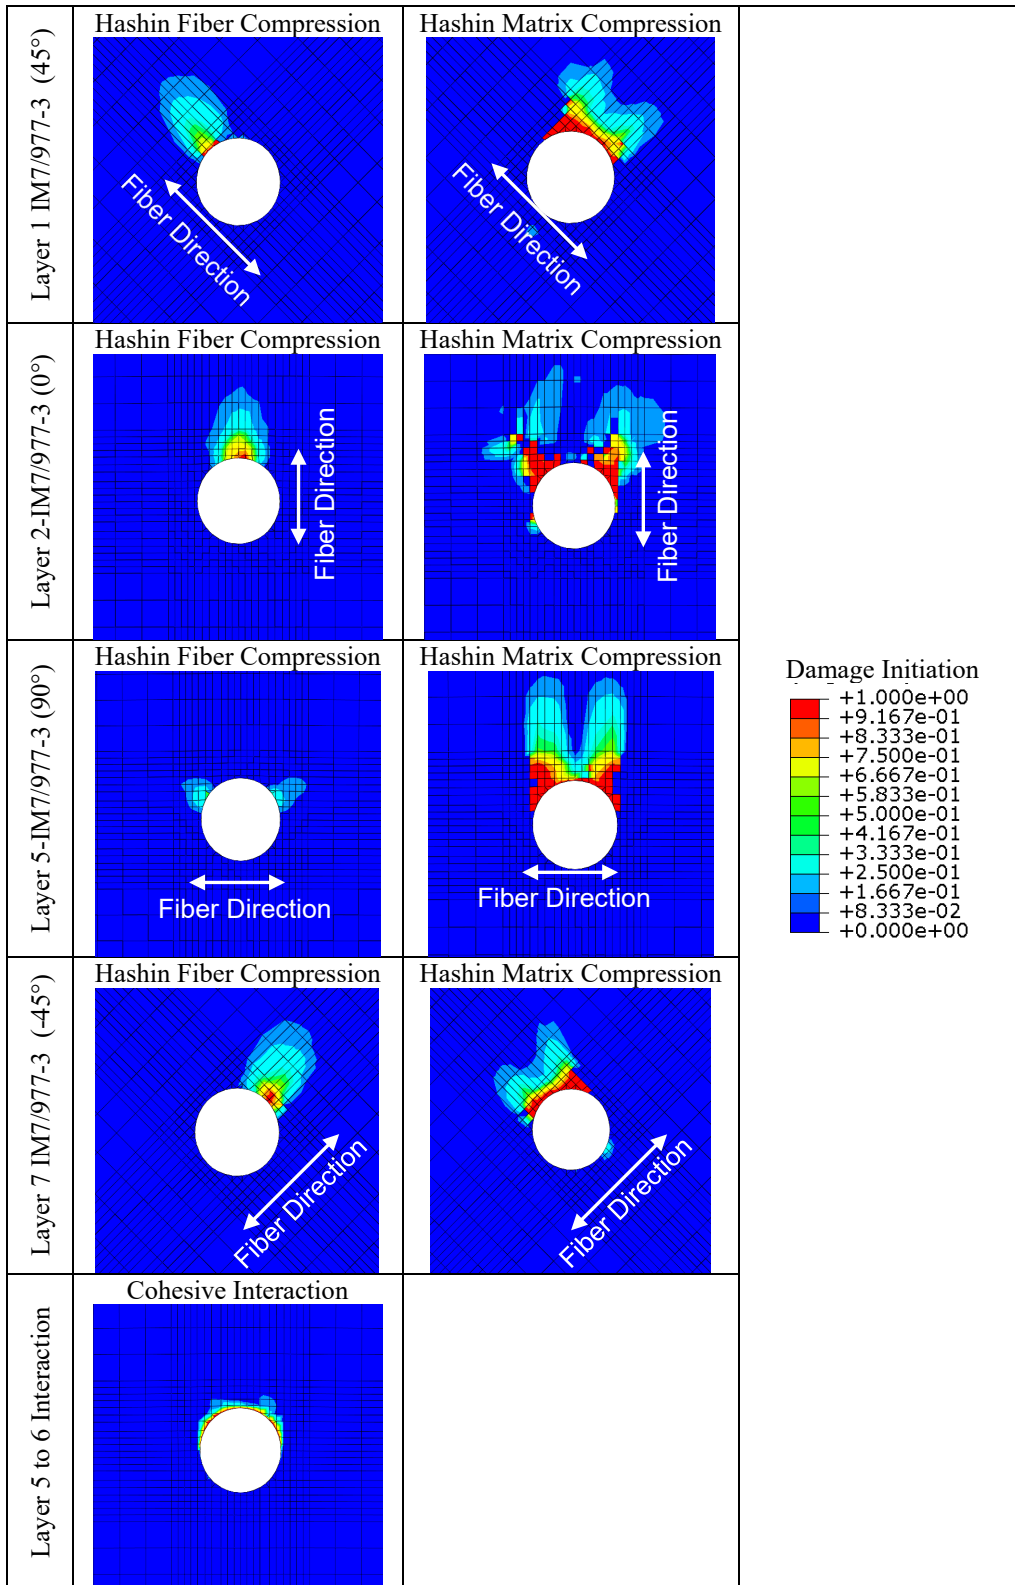 Layer 1 IM7/977-3 (45°)
Hashin Fiber Compression
Fiber Direction
Hashin Matrix Compression
Fiber Direction
Layer 2-IM7/977-3 (0°)
Hashin Fiber Compression
Fiber Direction
Hashin Matrix Compression
Fiber Direction
Layer 5-IM7/977-3 (90°)
Hashin Fiber Compression
Fiber Direction
Hashin Matrix Compression
Fiber Direction
Damage Initiation
+1.000e+00
+9.167e-01
+8.333e-01
+7.500e-01
+6.667e-01
+5.833e-01
+5.000e-01
+4.167e-01
+3.333e-01
+2.500e-01
+1.667e-01
+8.333e-02
+0.000e+00
Layer 7 IM7/977-3 (-45°)
Hashin Fiber Compression
Fiber Direction
Hashin Matrix Compression
Fiber Direction
Layer 5 to 6 Interaction
Cohesive Interaction